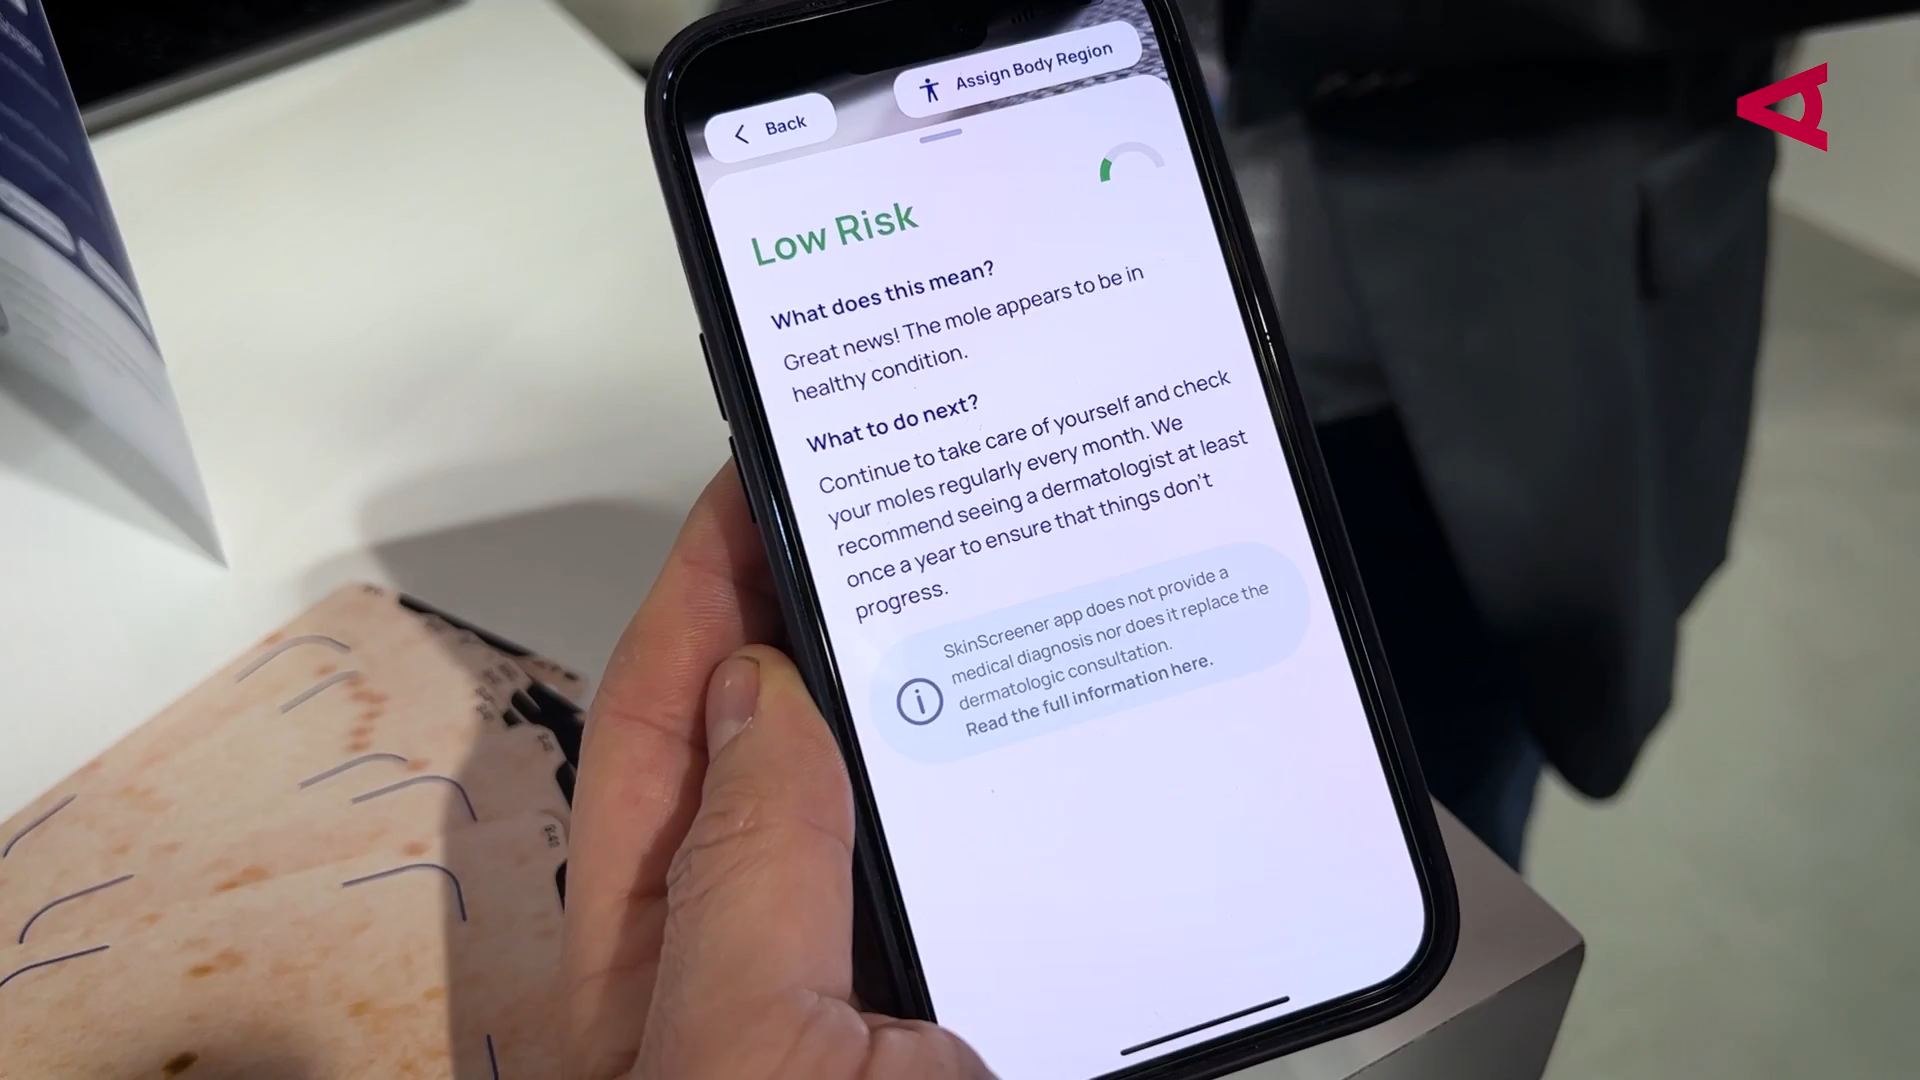 Back
Assign Body Region
Low Risk
What does this mean?
Great news! The mole appears to be in
healthy condition.
What to do next?
Continue to take care of yourself and check
your moles regularly every month. We
recommend seeing a dermatologist at least
once a year to ensure that things don't
progress.
SkinScreener app does not provide a
medical diagnosis nor does it replace the
dermatologic consultation.
Read the full information here.